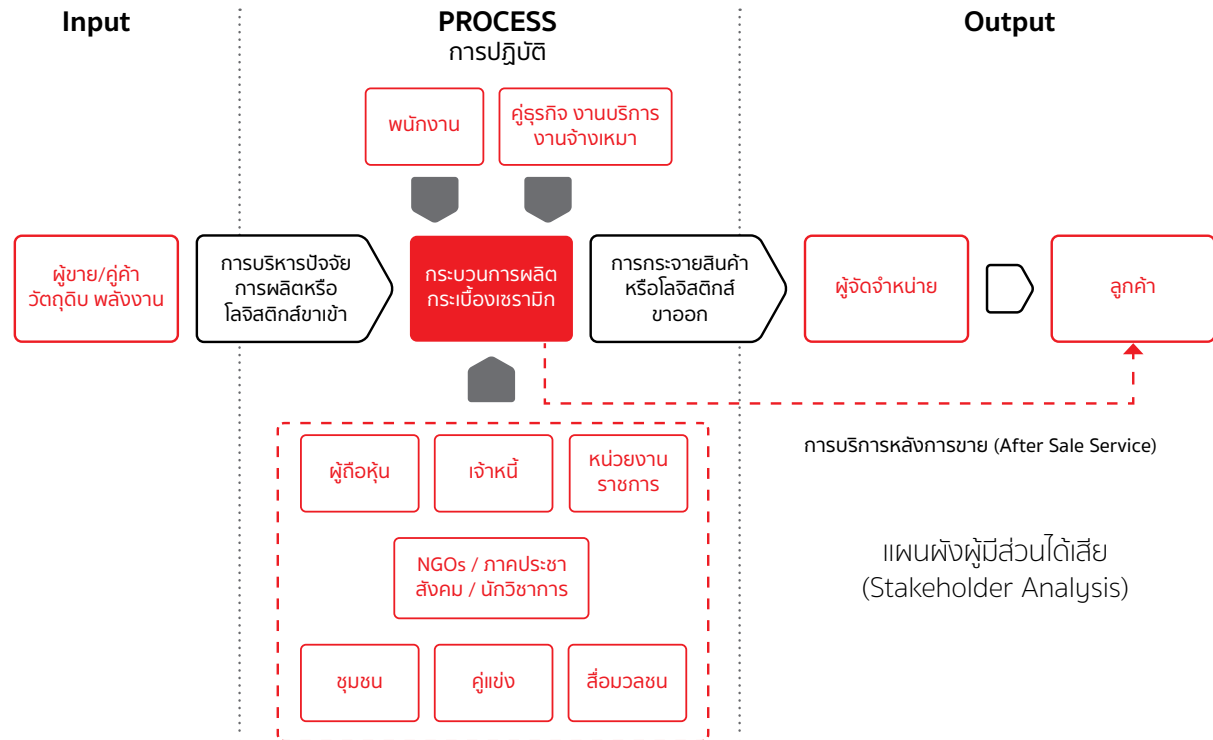 Input
PROCESS
การปฏิบัติ
Output
พนักงาน
คู่ธุรกิจ งานบริการ
งานจ้างเหมา
ผู้ขาย/คู่ค้า
วัตถุดิบ พลังงาน
การบริหารปัจจัย
การผลิตหรือ
โลจิสติกส์ขาเข้า
กระบวนการผลิต
กระเบื้องเซรามิก
การกระจายสินค้า
หรือโลจิสติกส์
ขาออก
ผู้จัดจำหน่าย
ลูกค้า
การบริการหลังการขาย (After Sale Service)
ผู้ถือหุ้น
เจ้าหนี้
หน่วยงาน
ราชการ
NGOs / ภาคประชา
สังคม / นักวิชาการ
ชุมชน
คู่แข่ง
สื่อมวลชน
แผนผังผู้มีส่วนได้เสีย
(Stakeholder Analysis)